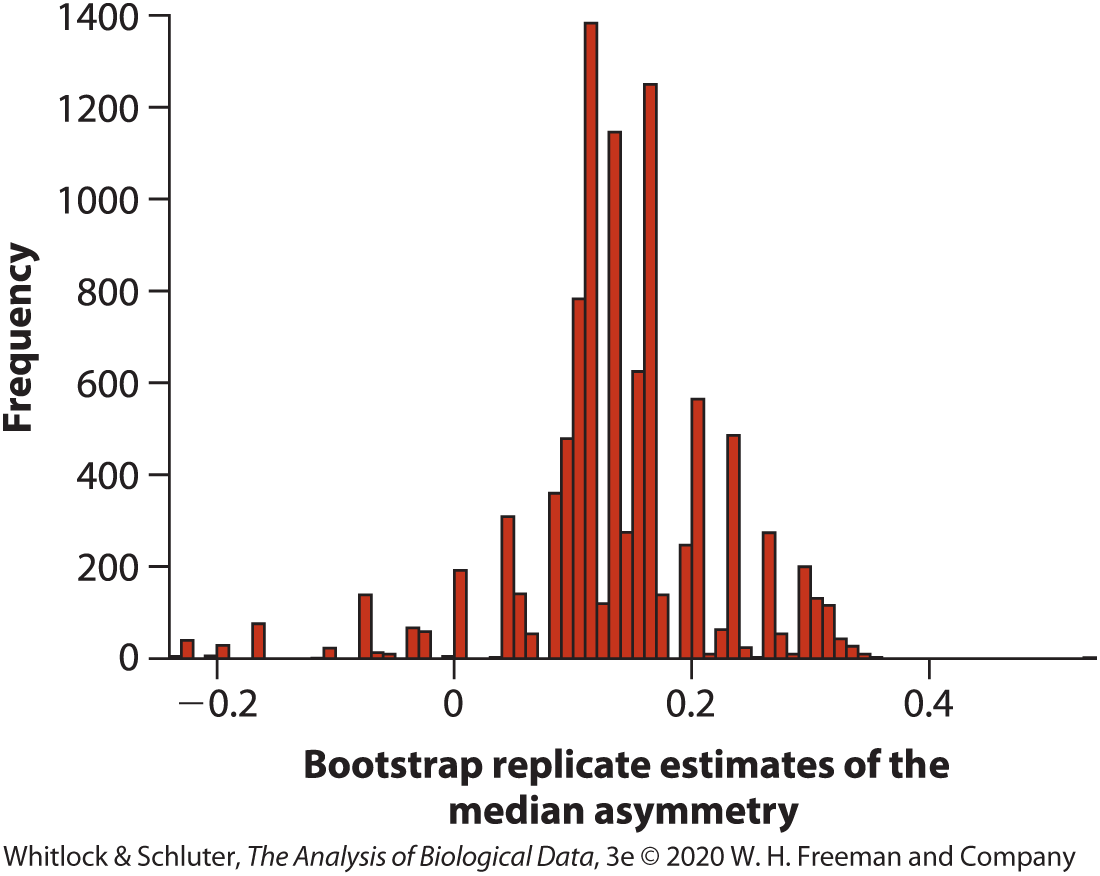 1400
1200
1000
800
600
400
200
0
Frequency
−0.2 0 0.2 0.4
Bootstrap replicate estimates of the
median asymmetry
Whitlock & Schluter, The Analysis of Biological Data, 3e © 2020 W. H. Freeman and Company